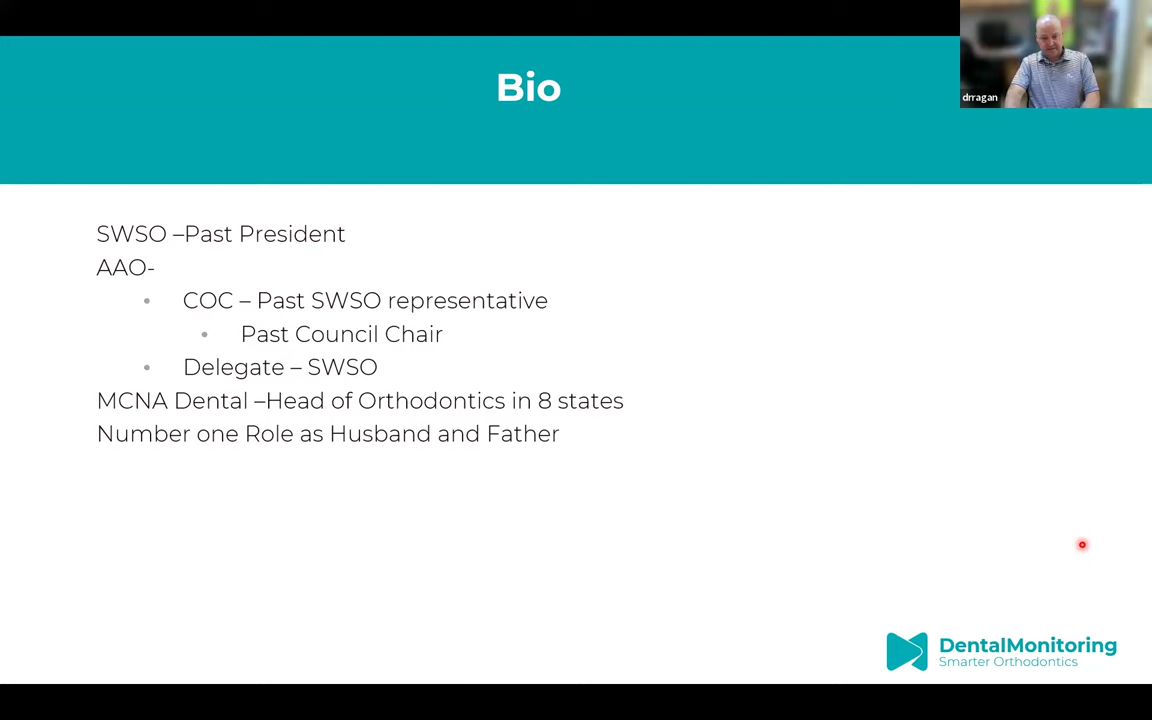 Bio
drragan
SWSO –Past President
AAO-
• COC – Past SWSO representative
• Past Council Chair
• Delegate – SWSO
MCNA Dental –Head of Orthodontics in 8 states
Number one Role as Husband and Father
DentalMonitoring
Smarter Orthodontics